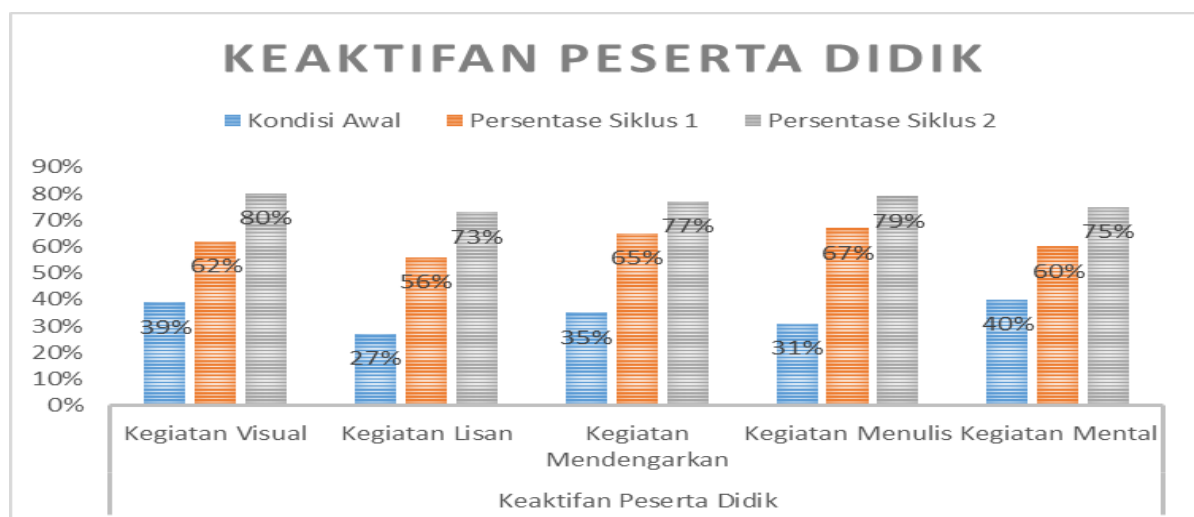 KEAKTIFAN PESERTA DIDIK
Kondisi Awal Persentase Siklus 1 Persentase Siklus 2
90%
80%
70%
60%
50%
40%
30%
20%
10%
0%
39% 62% 80%
27% 56% 73%
35% 65% 77%
31% 67% 79%
40% 60% 75%
Kegiatan Visual
Kegiatan Lisan
Kegiatan
Mendengarkan
Kegiatan Menulis
Kegiatan Mental
Keaktifan Peserta Didik